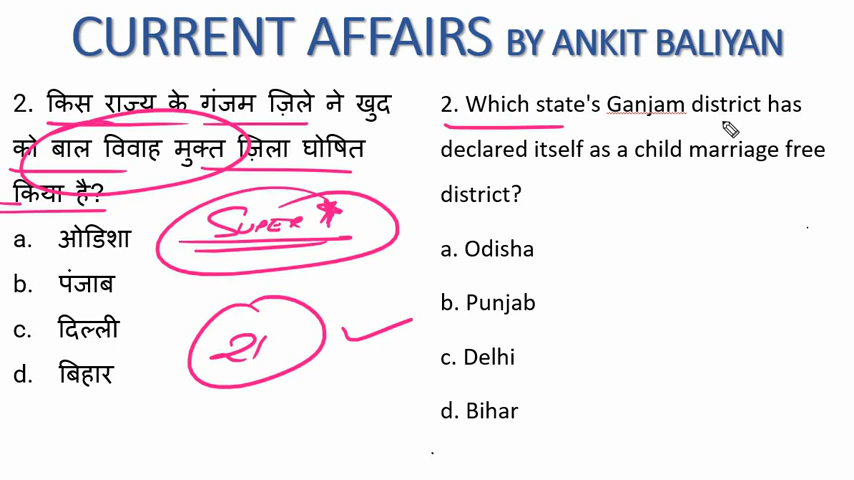 CURRENT AFFAIRS BY ANKIT BALIYAN
2. किस राज्य के गंजम ज़िले ने खुद
को बाल विवाह मुक्त ज़िला घोषित
किया है?
SUPER
a. ओडिशा
b. पंजाब
c. दिल्ली
d. बिहार
21
2. Which state's Ganjam district has
declared itself as a child marriage free
district?
a. Odisha
b. Punjab
c. Delhi
d. Bihar